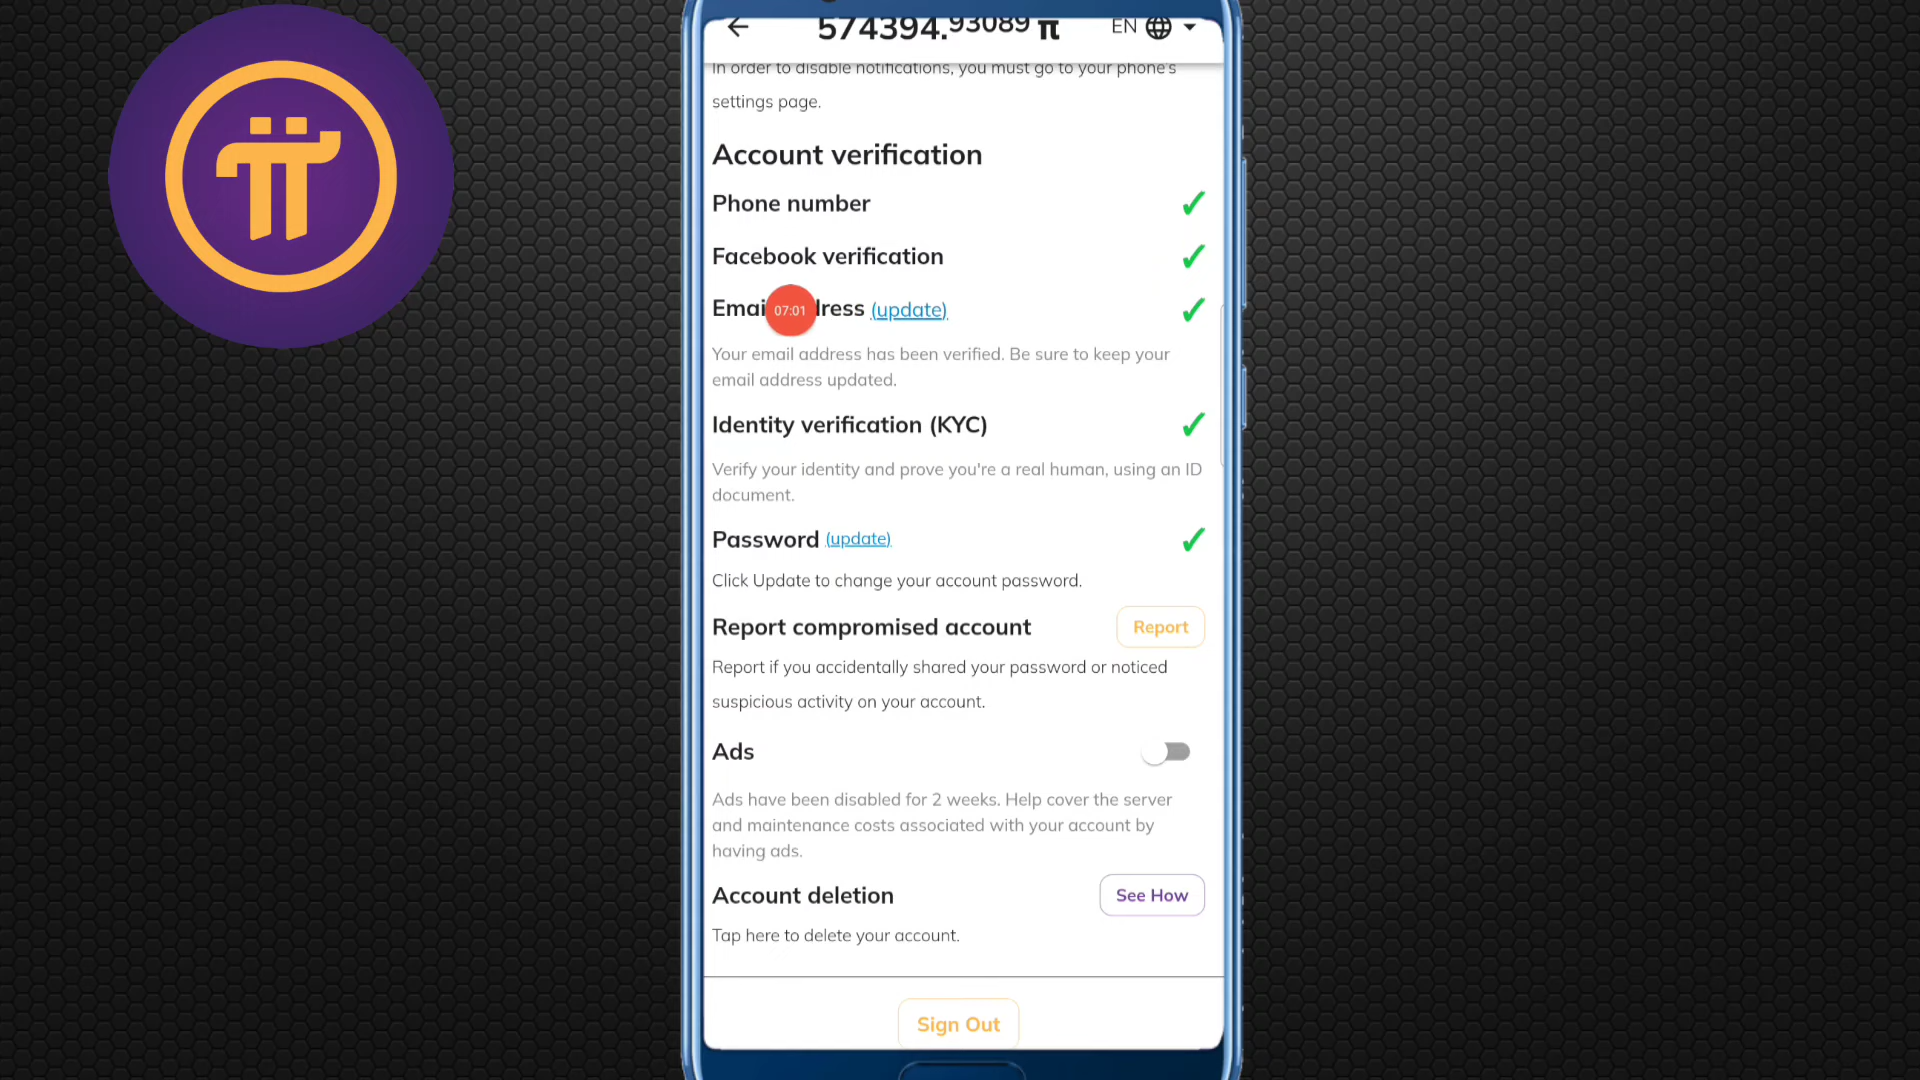 574394.93089 π EN
In order to disable notifications, you must go to your phone's
settings page.
Account verification
Phone number
Facebook verification
Emai 07:01 dress (update)
Your email address has been verified. Be sure to keep your
email address updated.
Identity verification (KYC)
Verify your identity and prove you're a real human, using an ID
document.
Password (update)
Click Update to change your account password.
Report compromised account Report
Report if you accidentally shared your password or noticed
suspicious activity on your account.
Ads
Ads have been disabled for 2 weeks. Help cover the server
and maintenance costs associated with your account by
having ads.
Account deletion See How
Tap here to delete your account.
Sign Out